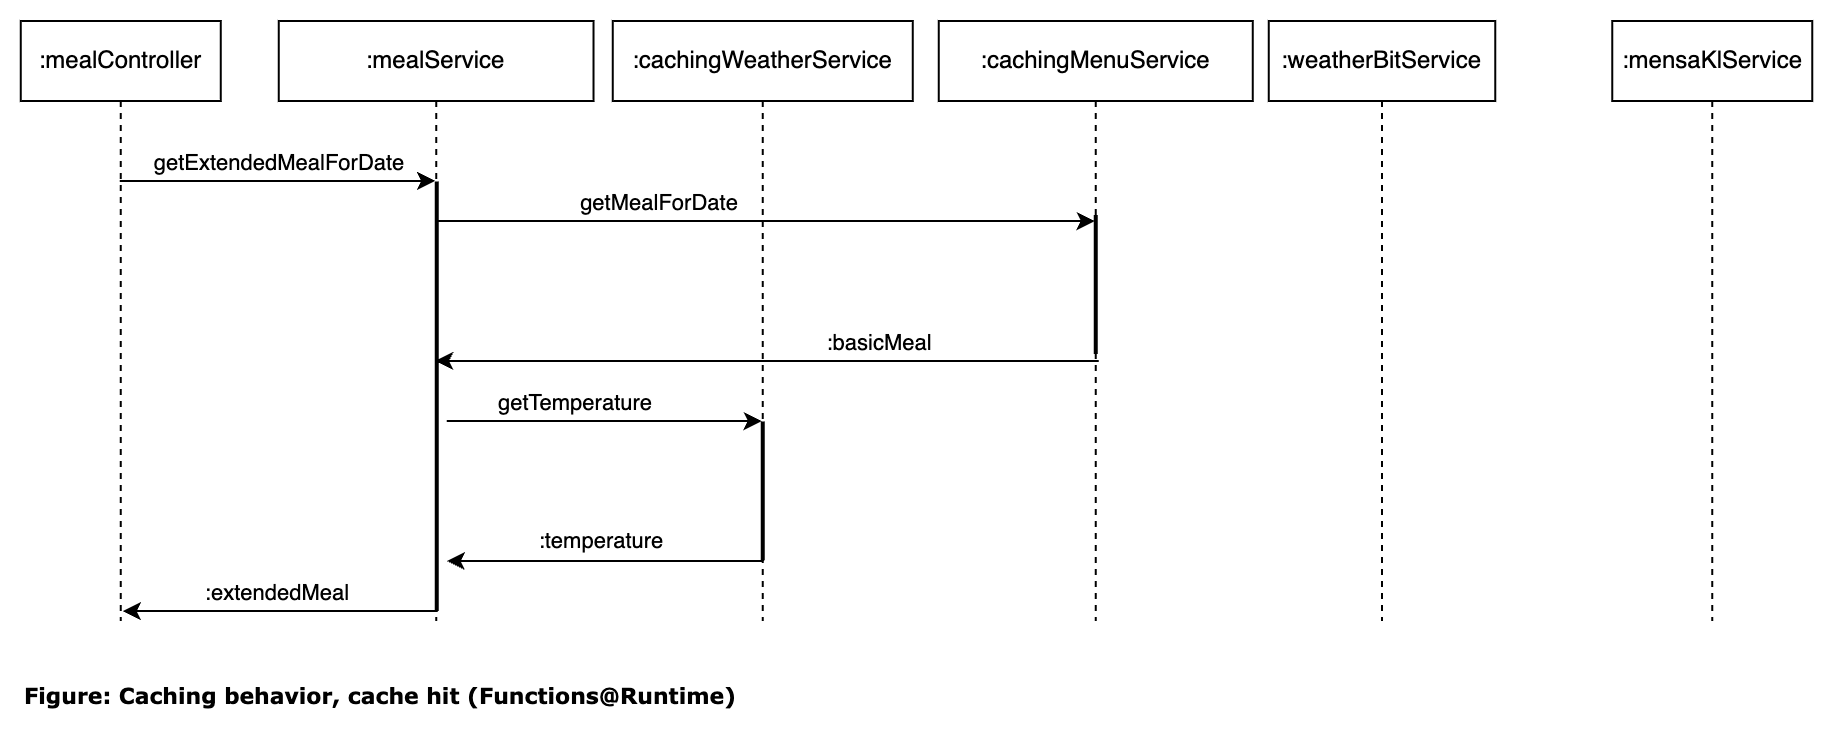 :mealController
:mealService
:cachingWeatherService
:cachingMenuService
:weatherBitService
:mensaKlService
getExtendedMealForDate
getMealForDate
:basicMeal
getTemperature
:temperature
:extendedMeal
Figure: Caching behavior, cache hit (Functions@Runtime)